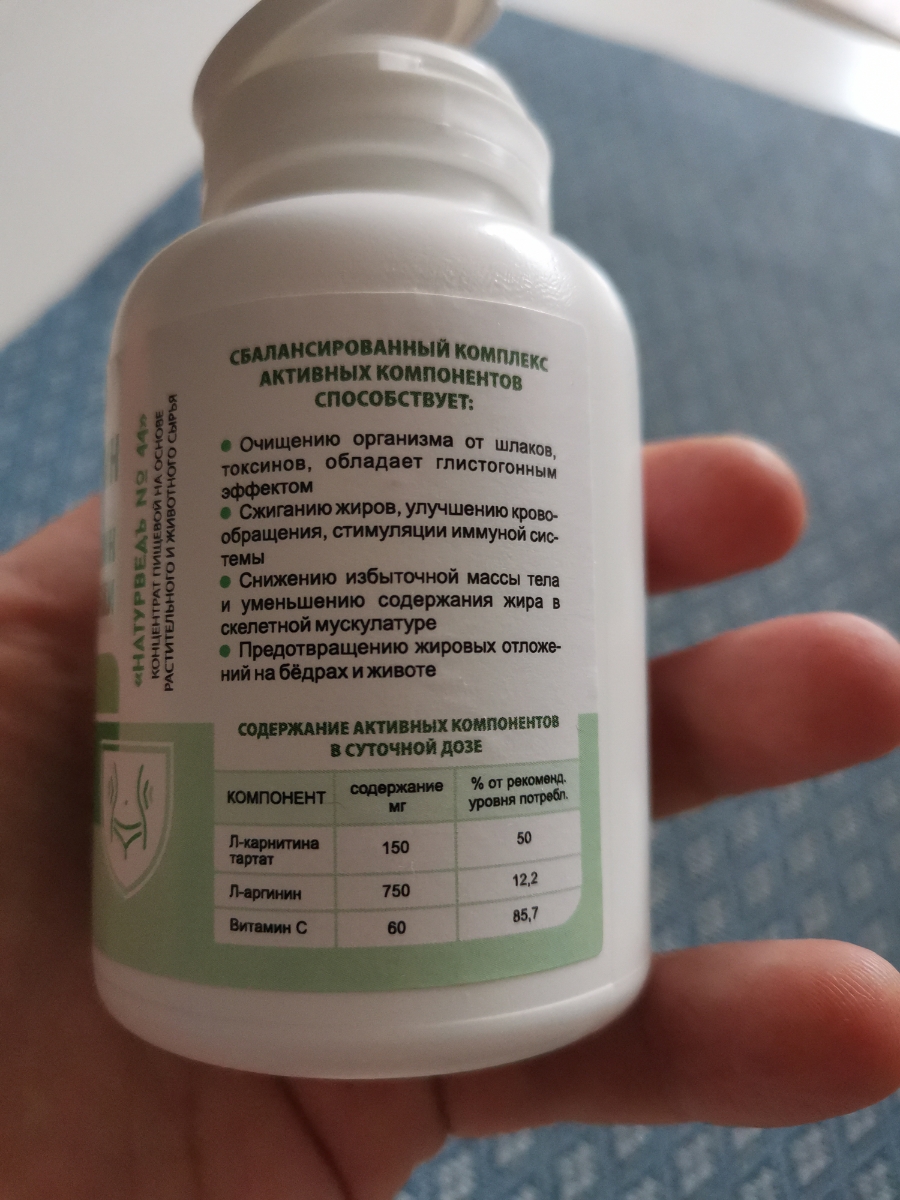 СБАЛАНСИРОВАННЫЙ КОМПЛЕКС
АКТИВНЫХ КОМПОНЕНТОВ
СПОСОБСТВУЕТ:
● Очищению организма от шлаков,
токсинов, обладает глистогонным
эффектом
● Сжиганию жиров, улучшению крово-
обращения, стимуляции иммунной сис-
темы
● Снижению избыточной массы тела
и уменьшению содержания жира в
скелетной мускулатуре
● Предотвращению жировых отложе-
ний на бёдрах и животе
СОДЕРЖАНИЕ АКТИВНЫХ КОМПОНЕНТОВ
В СУТОЧНОЙ ДОЗЕ
КОМПОНЕНТ содержание мг % от рекоменд. уровня потребл.
Л-карнитина тартат 150 50
Л-аргинин 750 12,2
Витамин С 60 85,7
«НАТУРВЕДЬ № 44»
КОНЦЕНТРАТ ПИЩЕВОЙ НА ОСНОВЕ
РАСТИТЕЛЬНОГО И ЖИВОТНОГО СЫРЬЯ